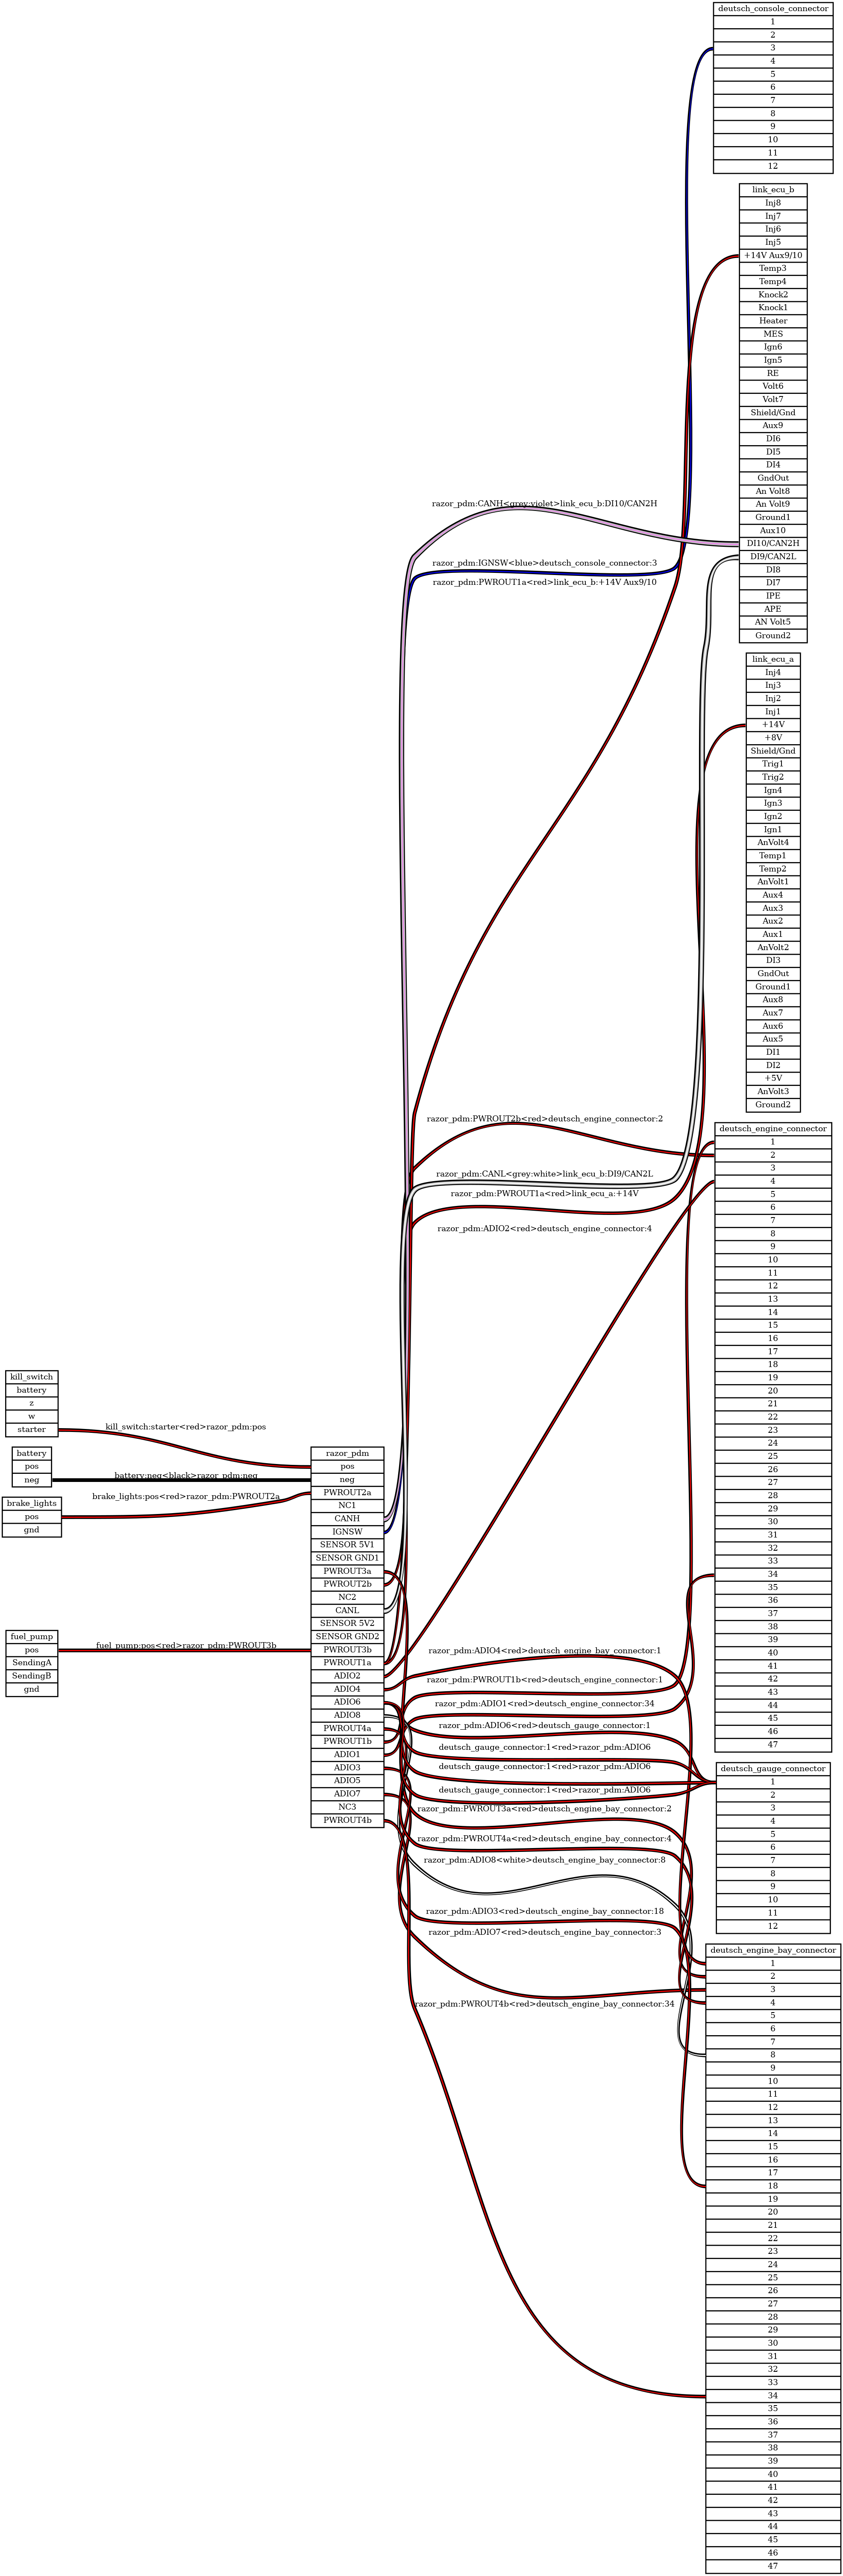 deutsch_console_connector
1
2
3
4
5
6
7
8
9
10
11
12
link_ecu_b
Inj8
Inj7
Inj6
Inj5
+14V Aux9/10
Temp3
Temp4
Knock2
Knock1
Heater
MES
Ign6
Ign5
RE
Volt6
Volt7
Shield/Gnd
Aux9
DI6
DI5
DI4
GndOut
An Volt8
An Volt9
Ground1
Aux10
DI10/CAN2H
DI9/CAN2L
DI8
DI7
IPE
APE
AN Volt5
Ground2
razor_pdm:CANH<grey:violet>link_ecu_b:DI10/CAN2H
razor_pdm:IGNSW<blue>deutsch_console_connector:3
razor_pdm:PWROUT1a<red>link_ecu_b:+14V Aux9/10
link_ecu_a
Inj4
Inj3
Inj2
Inj1
+14V
+8V
Shield/Gnd
Trig1
Trig2
Ign4
Ign3
Ign2
Ign1
AnVolt4
Temp1
Temp2
AnVolt1
Aux4
Aux3
Aux2
Aux1
AnVolt2
DI3
GndOut
Ground1
Aux8
Aux7
Aux6
Aux5
DI1
DI2
+5V
AnVolt3
Ground2
razor_pdm:PWROUT2b<red>deutsch_engine_connector:2
razor_pdm:CANL<grey:white>link_ecu_b:DI9/CAN2L
razor_pdm:PWROUT1a<red>link_ecu_a:+14V
razor_pdm:ADIO2<red>deutsch_engine_connector:4
deutsch_engine_connector
1
2
3
4
5
6
7
8
9
10
11
12
13
14
15
16
17
18
19
20
21
22
23
24
25
26
27
28
29
30
31
32
33
34
35
36
37
38
39
40
41
42
43
44
45
46
47
kill_switch
battery
z
w
starter
kill_switch:starter<red>razor_pdm:pos
battery
pos
neg
battery:neg<black>razor_pdm:neg
brake_lights
pos
gnd
brake_lights:pos<red>razor_pdm:PWROUT2a
fuel_pump
pos
SendingA
SendingB
gnd
fuel_pump:pos<red>razor_pdm:PWROUT3b
razor_pdm
pos
neg
PWROUT2a
NC1
CANH
IGNSW
SENSOR 5V1
SENSOR GND1
PWROUT3a
PWROUT2b
NC2
CANL
SENSOR 5V2
SENSOR GND2
PWROUT3b
PWROUT1a
ADIO2
ADIO4
ADIO6
ADIO8
PWROUT4a
PWROUT1b
ADIO1
ADIO3
ADIO5
ADIO7
NC3
PWROUT4b
razor_pdm:ADIO4<red>deutsch_engine_bay_connector:1
razor_pdm:PWROUT1b<red>deutsch_engine_connector:1
razor_pdm:ADIO1<red>deutsch_engine_connector:34
razor_pdm:ADIO6<red>deutsch_gauge_connector:1
deutsch_gauge_connector:1<red>razor_pdm:ADIO6
deutsch_gauge_connector:1<red>razor_pdm:ADIO6
deutsch_gauge_connector:1<red>razor_pdm:ADIO6
razor_pdm:PWROUT3a<red>deutsch_engine_bay_connector:2
razor_pdm:PWROUT4a<red>deutsch_engine_bay_connector:4
razor_pdm:ADIO8<white>deutsch_engine_bay_connector:8
razor_pdm:ADIO3<red>deutsch_engine_bay_connector:18
razor_pdm:ADIO7<red>deutsch_engine_bay_connector:3
razor_pdm:PWROUT4b<red>deutsch_engine_bay_connector:34
deutsch_gauge_connector
1
2
3
4
5
6
7
8
9
10
11
12
deutsch_engine_bay_connector
1
2
3
4
5
6
7
8
9
10
11
12
13
14
15
16
17
18
19
20
21
22
23
24
25
26
27
28
29
30
31
32
33
34
35
36
37
38
39
40
41
42
43
44
45
46
47